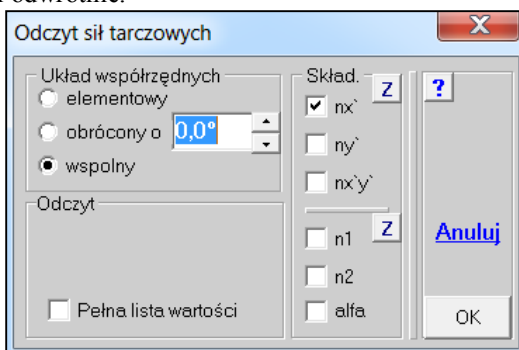 odwrotnie.
Odczyt sił tarczowych
X
Układ współrzędnych
elementowy
obrócony o 0,0°
wspolny
Odczyt
Pełna lista wartości
Skład.
Z
nx`
ny`
nx`y`
Z
n1
n2
alfa
?
Anuluj
OK